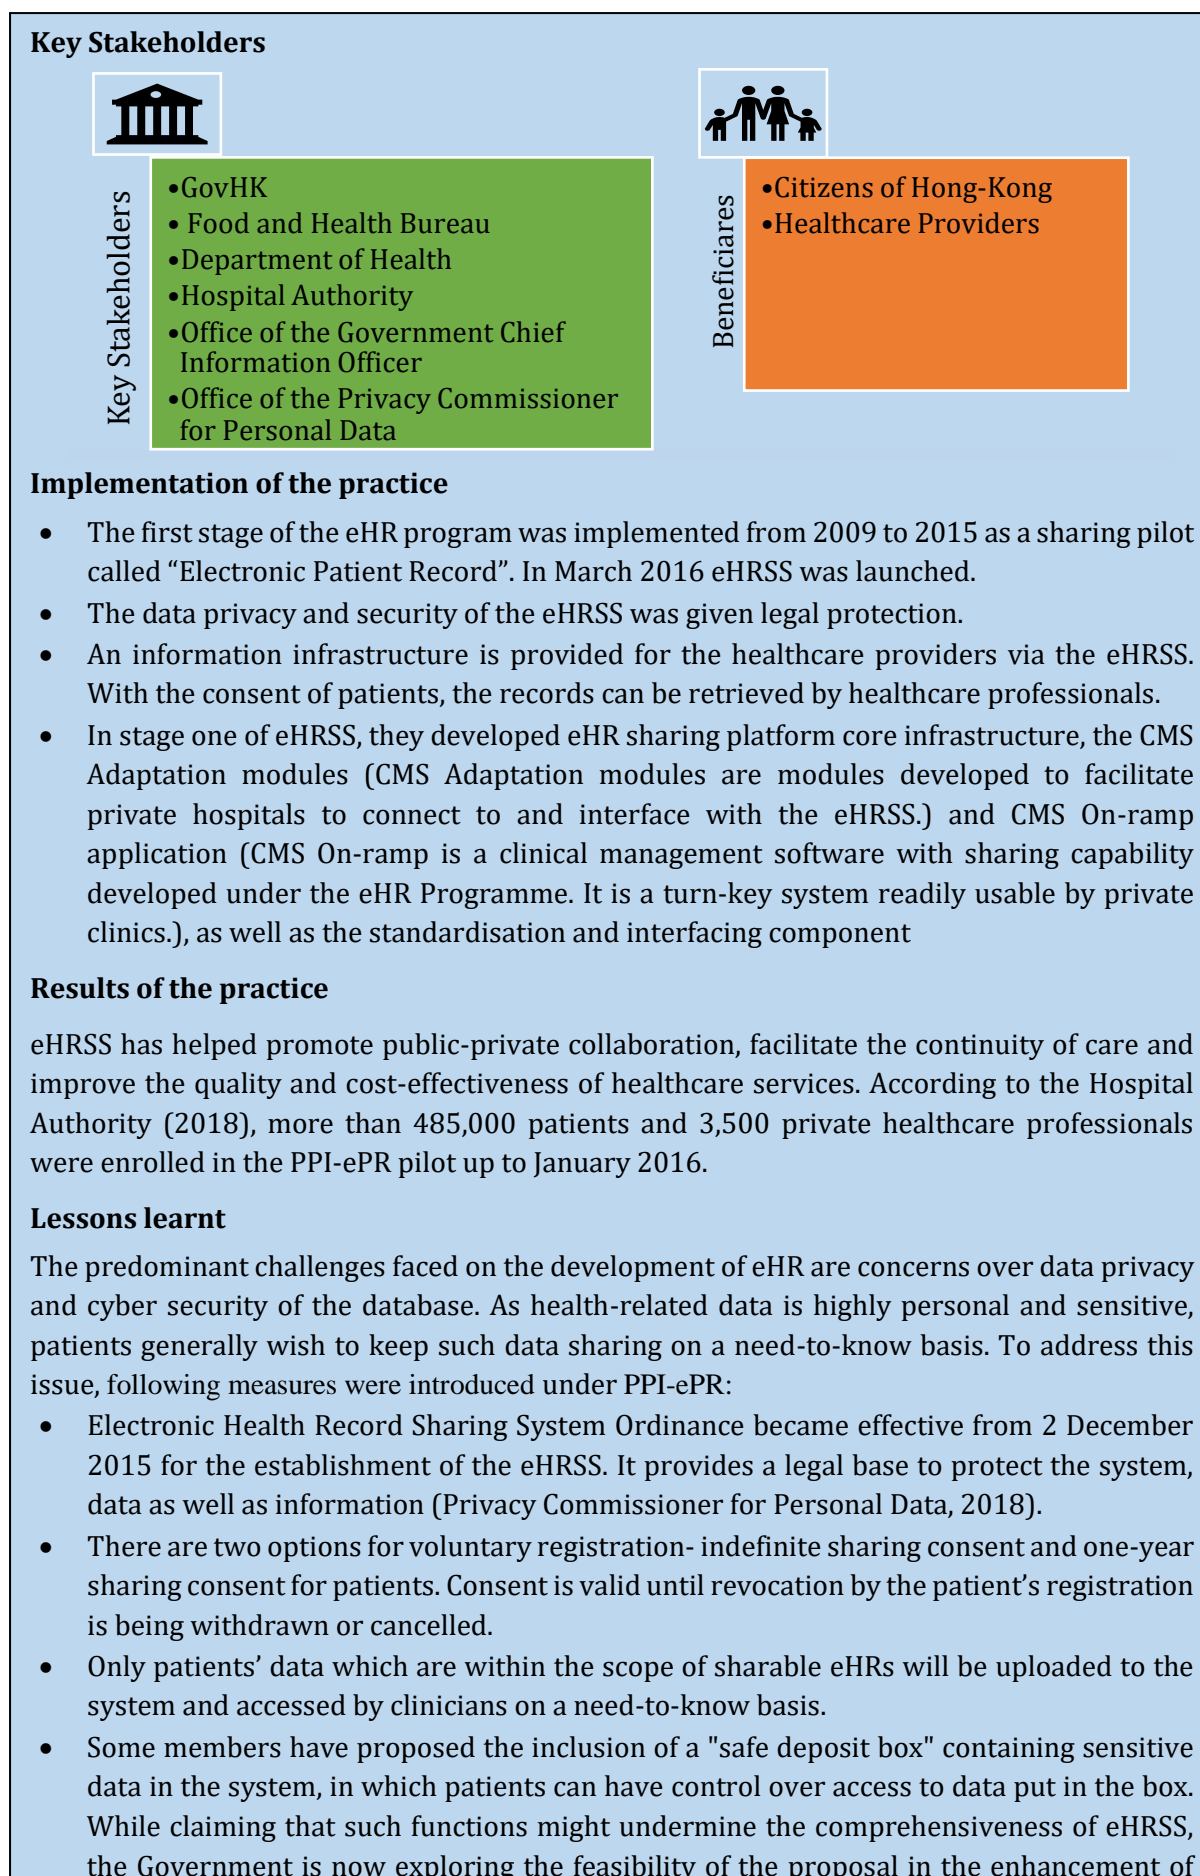 Key Stakeholders
Key Stakeholders
•GovHK
• Food and Health Bureau
•Department of Health
•Hospital Authority
•Office of the Government Chief
Information Officer
•Office of the Privacy Commissioner
for Personal Data
Beneficiares
•Citizens of Hong-Kong
•Healthcare Providers
Implementation of the practice
• The first stage of the eHR program was implemented from 2009 to 2015 as a sharing pilot
called “Electronic Patient Record”. In March 2016 eHRSS was launched.
• The data privacy and security of the eHRSS was given legal protection.
• An information infrastructure is provided for the healthcare providers via the eHRSS.
With the consent of patients, the records can be retrieved by healthcare professionals.
• In stage one of eHRSS, they developed eHR sharing platform core infrastructure, the CMS
Adaptation modules (CMS Adaptation modules are modules developed to facilitate
private hospitals to connect to and interface with the eHRSS.) and CMS On-ramp
application (CMS On-ramp is a clinical management software with sharing capability
developed under the eHR Programme. It is a turn-key system readily usable by private
clinics.), as well as the standardisation and interfacing component
Results of the practice
eHRSS has helped promote public-private collaboration, facilitate the continuity of care and
improve the quality and cost-effectiveness of healthcare services. According to the Hospital
Authority (2018), more than 485,000 patients and 3,500 private healthcare professionals
were enrolled in the PPI-ePR pilot up to January 2016.
Lessons learnt
The predominant challenges faced on the development of eHR are concerns over data privacy
and cyber security of the database. As health-related data is highly personal and sensitive,
patients generally wish to keep such data sharing on a need-to-know basis. To address this
issue, following measures were introduced under PPI-ePR:
• Electronic Health Record Sharing System Ordinance became effective from 2 December
2015 for the establishment of the eHRSS. It provides a legal base to protect the system,
data as well as information (Privacy Commissioner for Personal Data, 2018).
• There are two options for voluntary registration- indefinite sharing consent and one-year
sharing consent for patients. Consent is valid until revocation by the patient’s registration
is being withdrawn or cancelled.
• Only patients’ data which are within the scope of sharable eHRs will be uploaded to the
system and accessed by clinicians on a need-to-know basis.
• Some members have proposed the inclusion of a "safe deposit box" containing sensitive
data in the system, in which patients can have control over access to data put in the box.
While claiming that such functions might undermine the comprehensiveness of eHRSS,
the Government is now exploring the feasibility of the proposal in the enhancement of